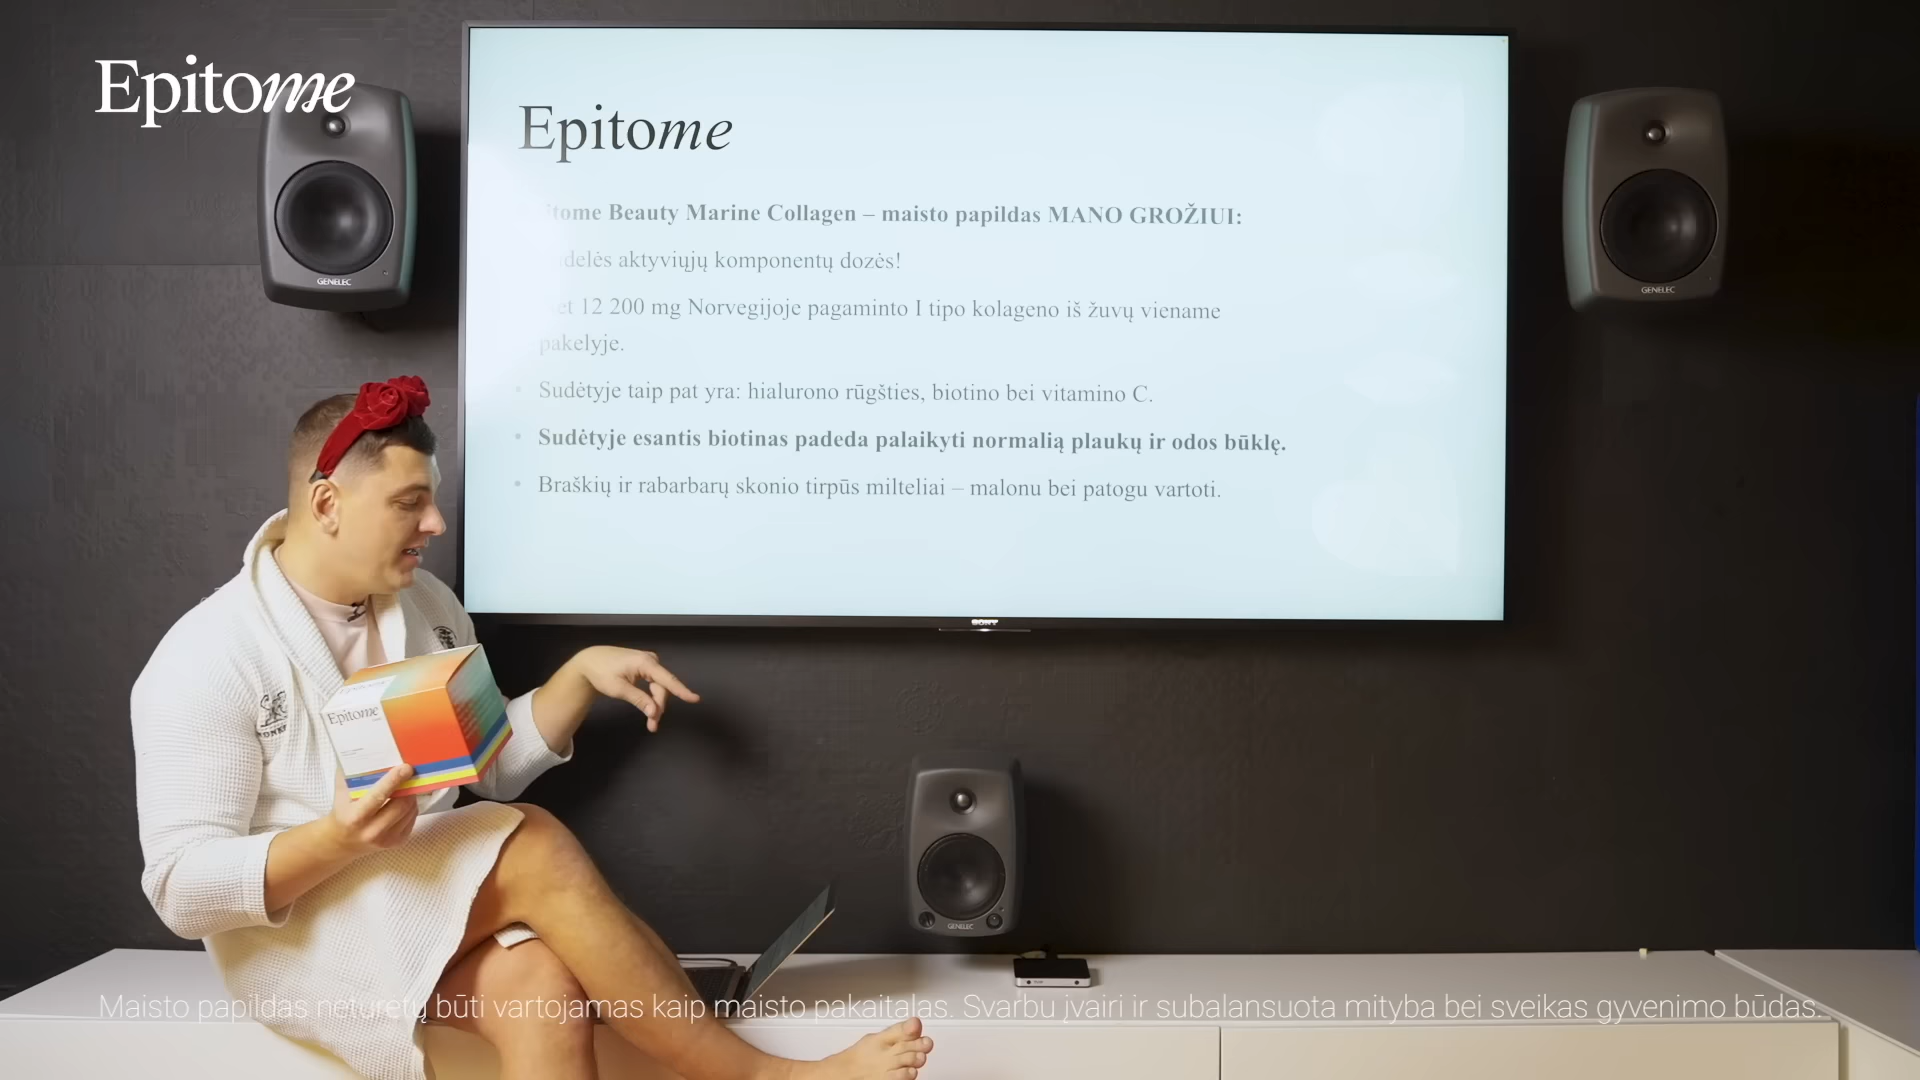 Epitome
Epitome
itome Beauty Marine Collagen – maisto papildas MANO GROŽIUI:
delės aktyviųjų komponentų dozės!
et 12 200 mg Norvegijoje pagaminto I tipo kolageno iš žuvų viename
pakelyje.
• Sudėtyje taip pat yra: hialurono rūgšties, biotino bei vitamino C.
• Sudėtyje esantis biotinas padeda palaikyti normalią plaukų ir odos būklę.
• Braškių ir rabarbarų skonio tirpūs milteliai – malonu bei patogu vartoti.
SONY
GENELEC
GENELEC
Epitome
GENELEC
Maisto papildas neturėtų būti vartojamas kaip maisto pakaitalas. Svarbu įvairi ir subalansuota mityba bei sveikas gyvenimo būdas.